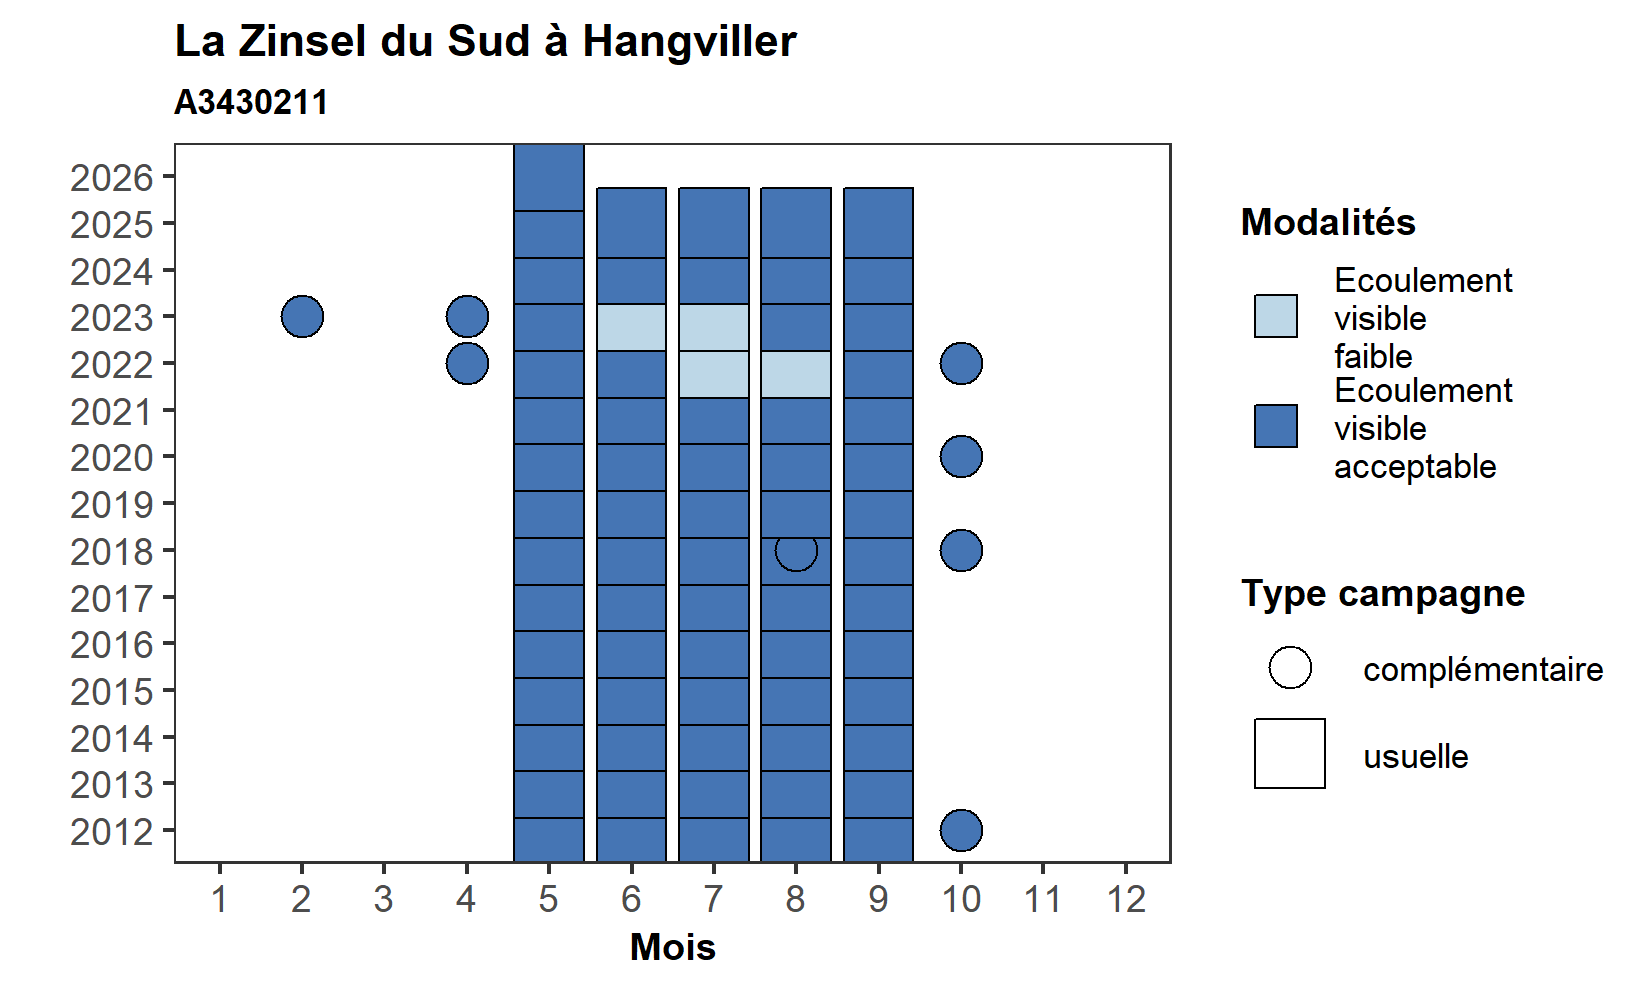 La Zinsel du Sud à Hangviller
A3430211
2026
2025
2024
2023
2022
2021
2020
2019
2018
2017
2016
2015
2014
2013
2012
1 2 3 4 5 6 7 8 9 10 11 12
Mois
Modalités
Ecoulement
visible
faible
Ecoulement
visible
acceptable
Type campagne
complémentaire
usuelle